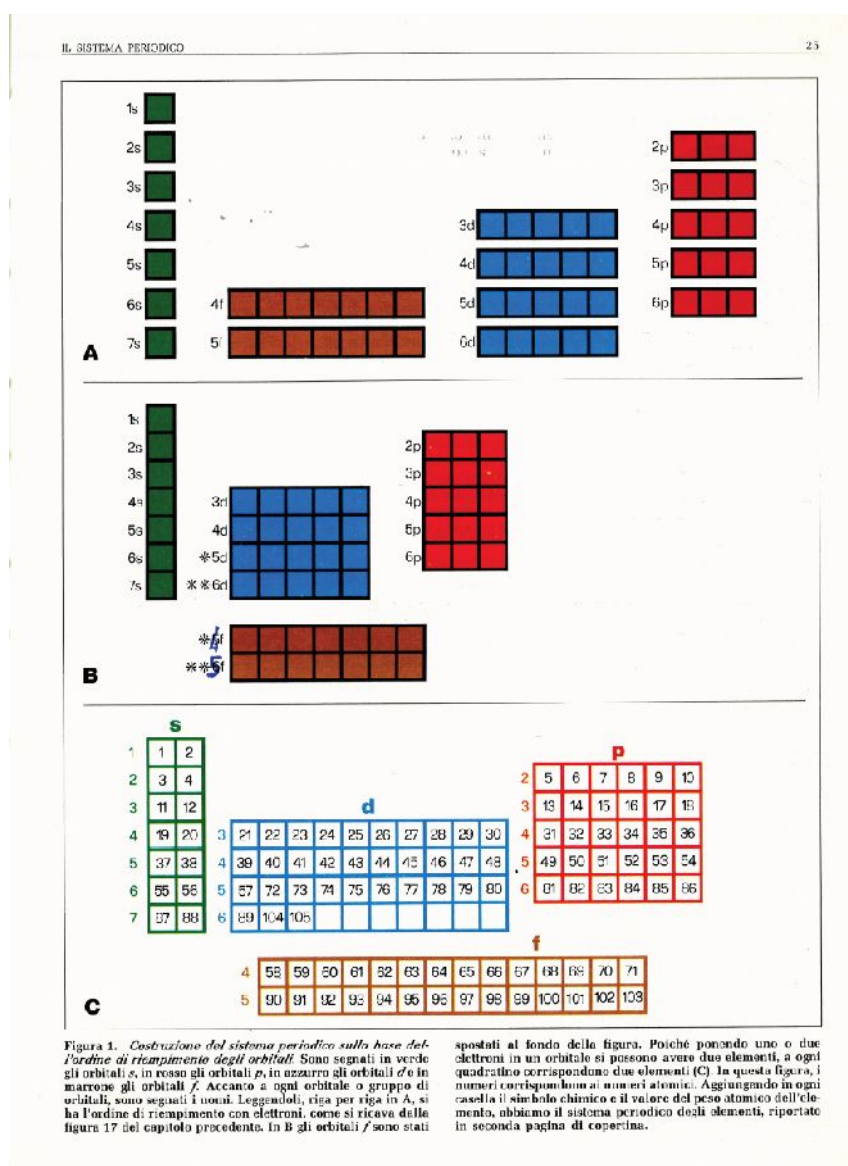 IL SISTEMA PERIODICO 25
1s
2s 2p
3s 3p
4s 3d 4p
5s 4d 5p
6s 4f 5d 6p
7s 5f 6d
A
1s
2s 2p
3s 3p
4s 3d 4p
5s 4d 5p
6s *5d 6p
7s **6d
*
**
5
B
s
p
d
f
1 1 2
2 3 4 2 5 6 7 8 9 10
3 11 12 3 13 14 15 16 17 18
4 19 20 3 21 22 23 24 25 26 27 28 29 30 4 31 32 33 34 35 36
5 37 38 4 39 40 41 42 43 44 45 46 47 48 5 49 50 51 52 53 54
6 55 56 5 57 72 73 74 75 76 77 78 79 80 6 81 82 83 84 85 86
7 87 88 6 89 104 105
4 58 59 60 61 62 63 64 65 66 67 68 69 70 71
5 90 91 92 93 94 95 96 97 98 99 100 101 102 103
C
Figura 1. Costruzione del sistema periodico sulla base del-
l'ordine di riempimento degli orbitali. Sono segnati in verde
gli orbitali s, in rosso gli orbitali p, in azzurro gli orbitali d e in
marrone gli orbitali f. Accanto a ogni orbitale o gruppo di
orbitali, sono segnati i nomi. Leggendoli, riga per riga in A, si
ha l'ordine di riempimento con elettroni, come si ricava dalla
figura 17 del capitolo precedente. In B gli orbitali f sono stati
spostati al fondo della figura. Poiché ponendo uno o due
elettroni in un orbitale si possono avere due elementi, a ogni
quadratino corrispondono due elementi (C). In questa figura, i
numeri corrispondono ai numeri atomici. Aggiungendo in ogni
casella il simbolo chimico e il valore del peso atomico dell'ele-
mento, abbiamo il sistema periodico degli elementi, riportato
in seconda pagina di copertina.